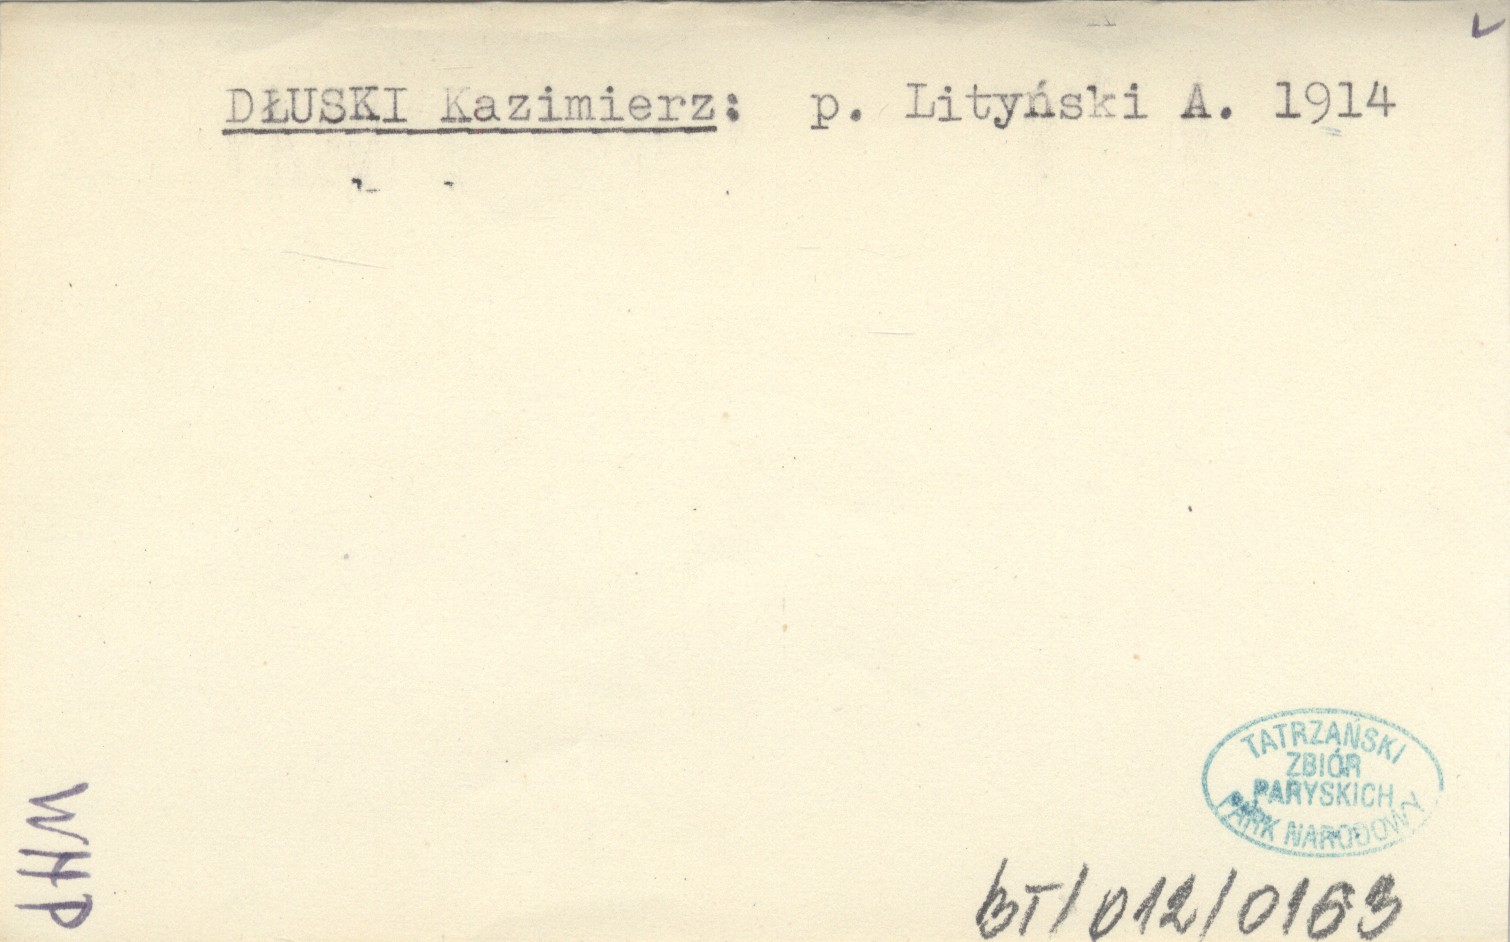 DŁUSKI Kazimierz: p. Lityński A. 1914
TATRZAŃSKI
ZBIÓR
PARYSKICH
PARK NARODOWY
WHP
BT/012/0163